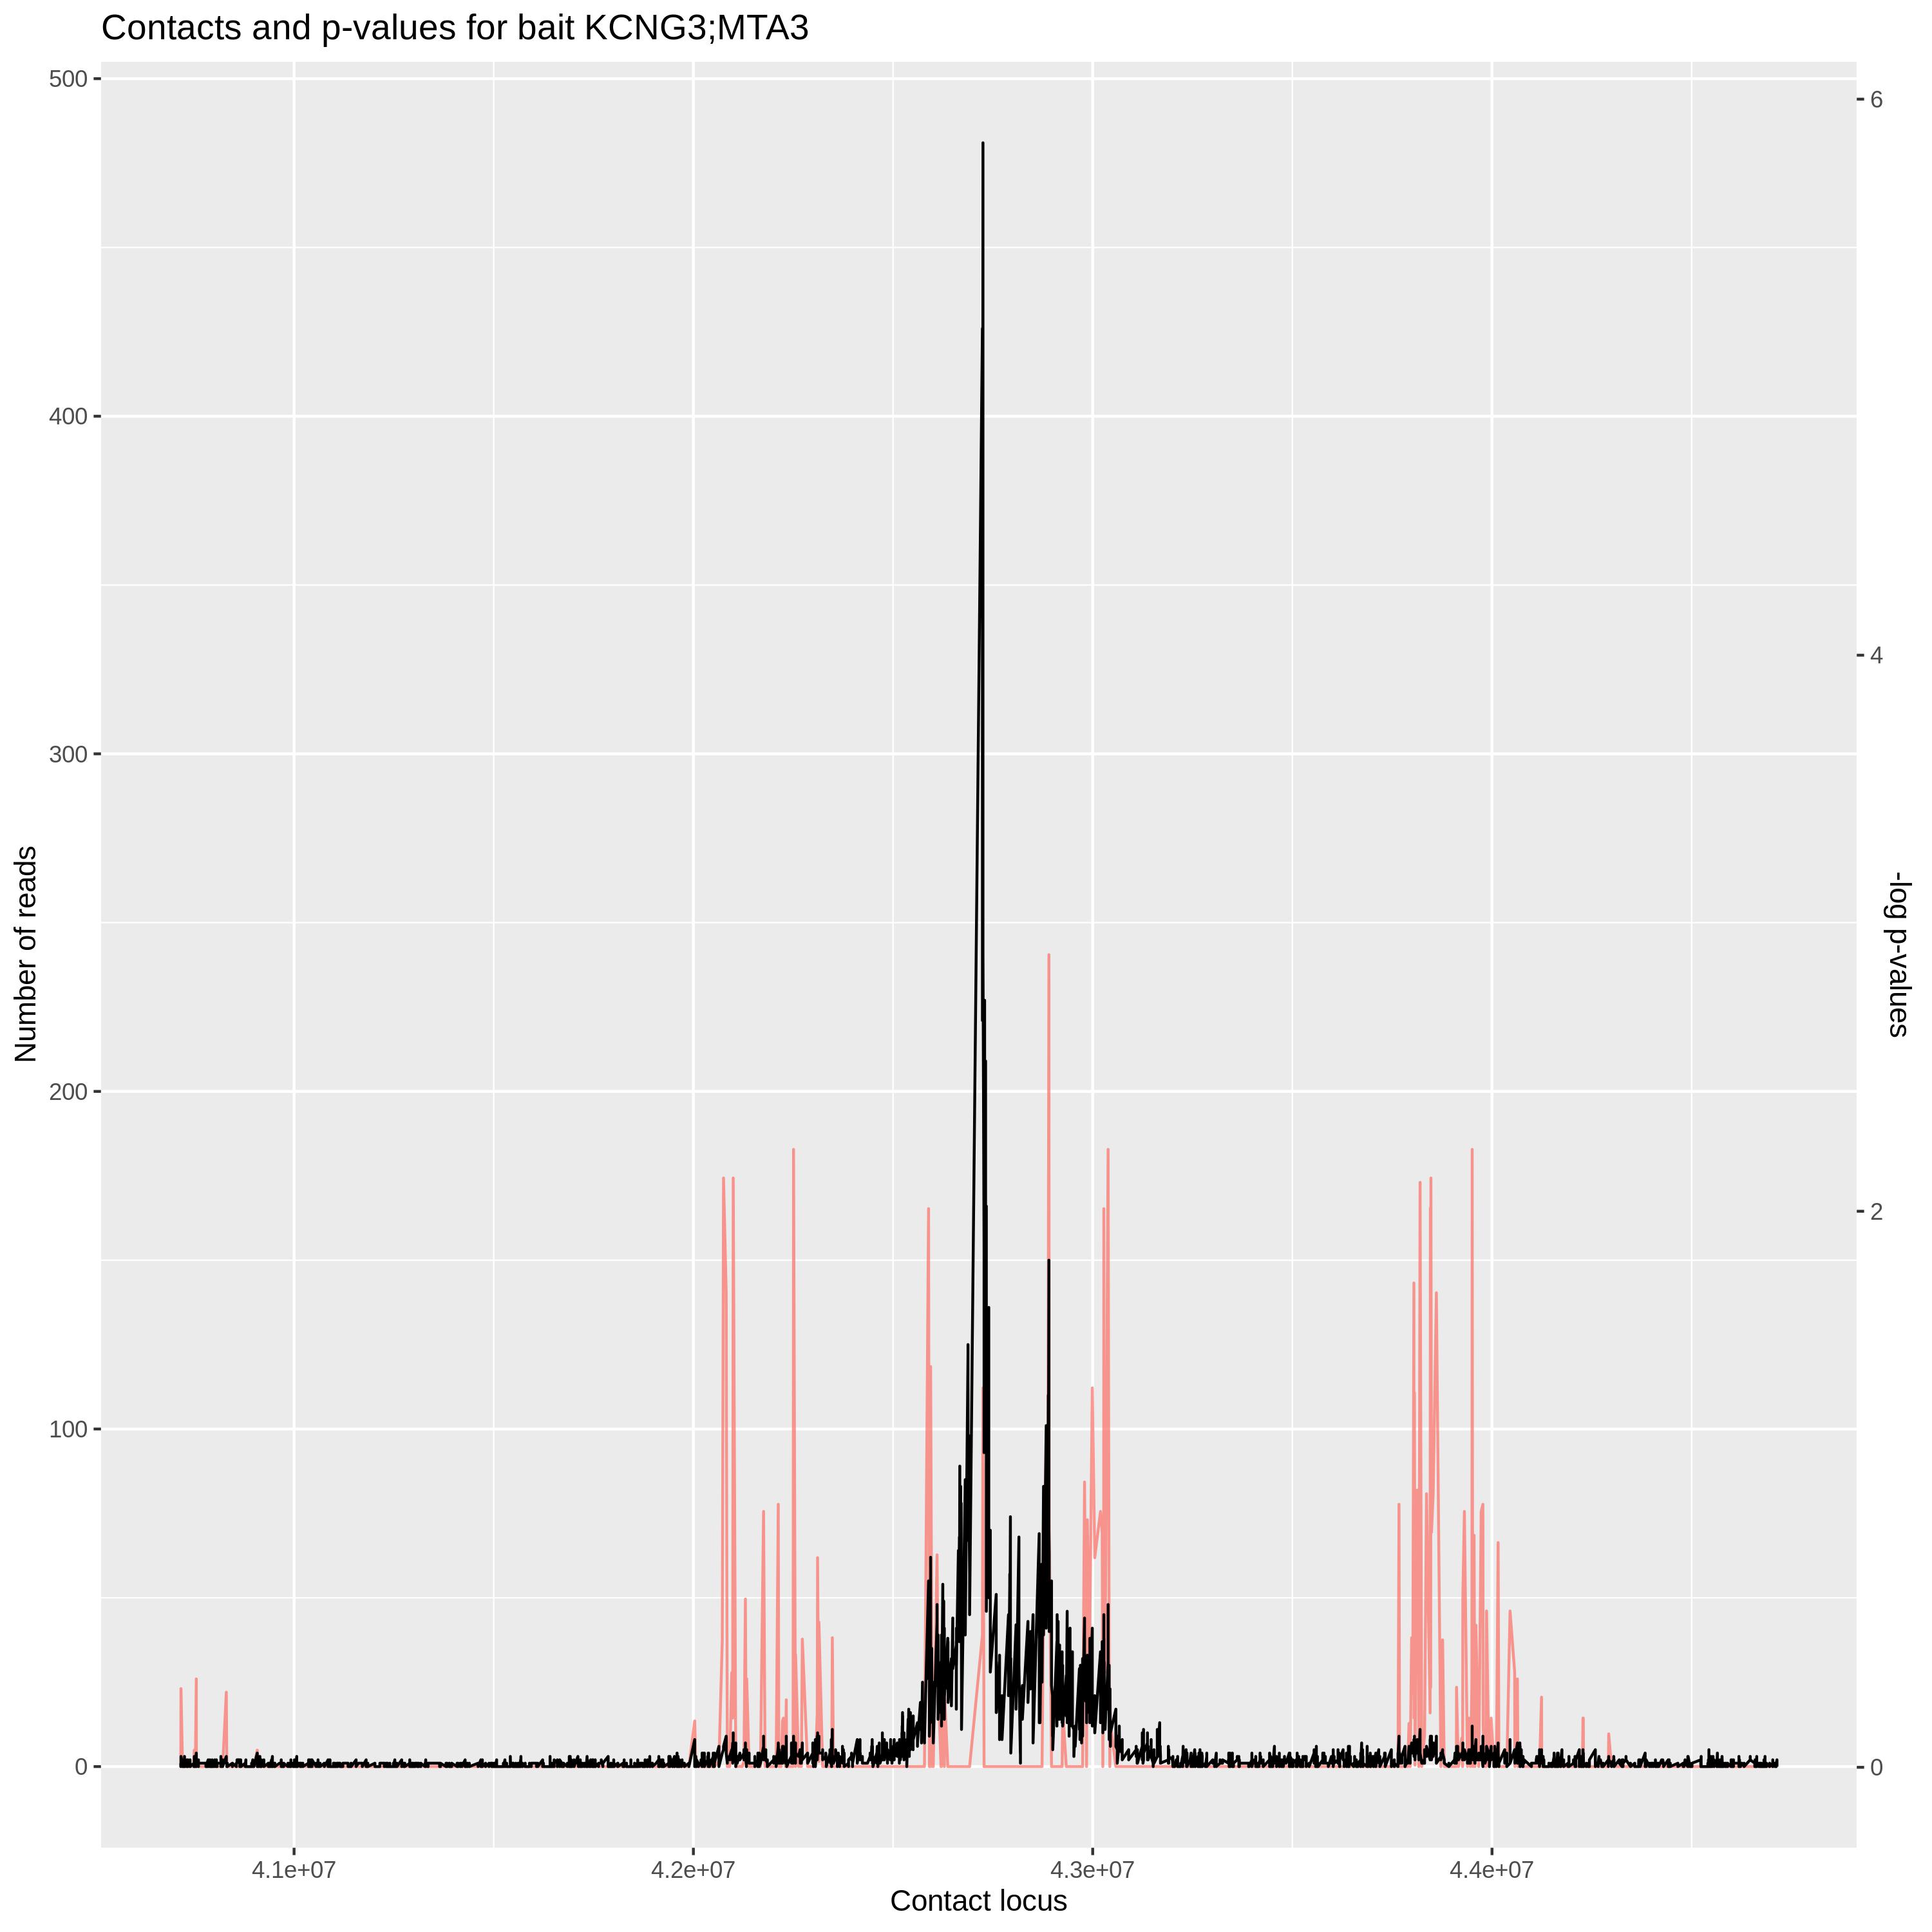 Contacts and p-values for bait KCNG3;MTA3
500
400
300
200
100
0
Number of reads
6
4
2
0
-log p-values
4.1e+07 4.2e+07 4.3e+07 4.4e+07
Contact locus